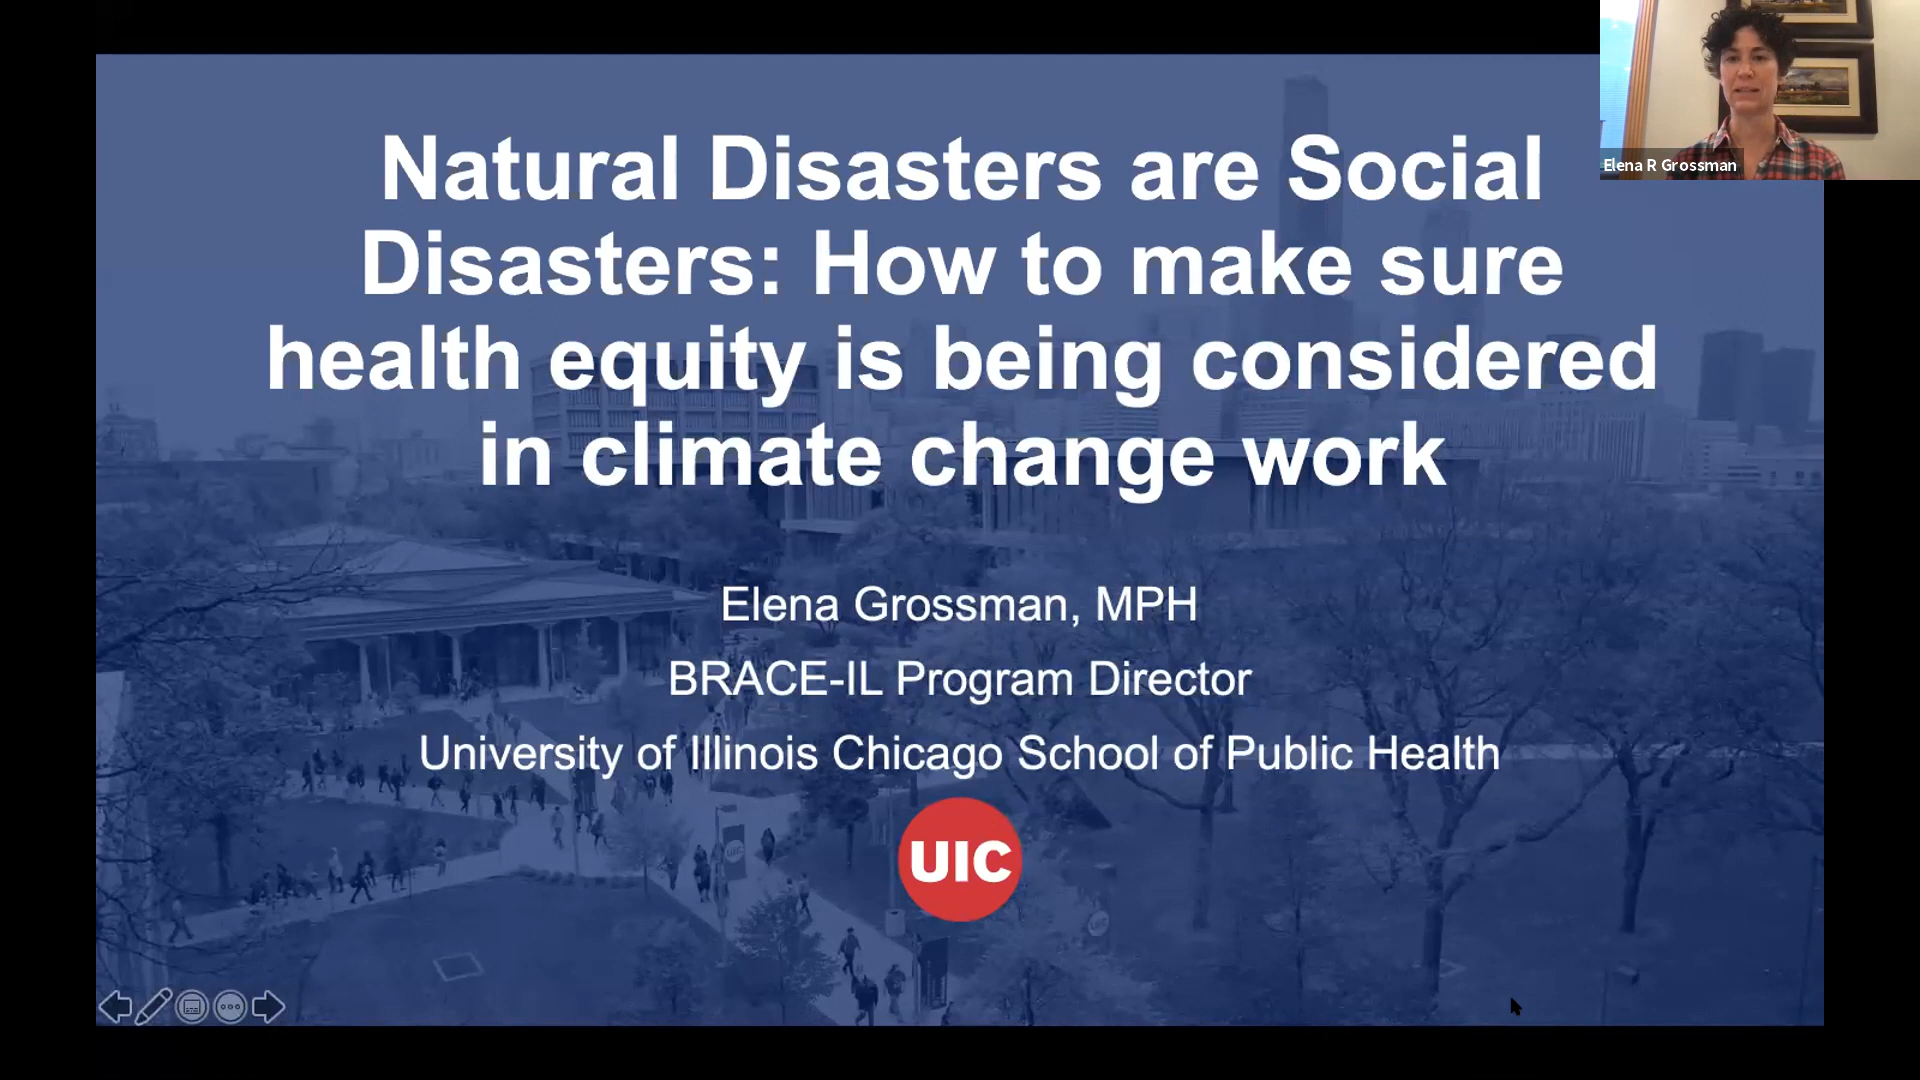 Natural Disasters are Social
Disasters: How to make sure
health equity is being considered
in climate change work
Elena R Grossman
Elena Grossman, MPH
BRACE-IL Program Director
University of Illinois Chicago School of Public Health
UIC
UIC